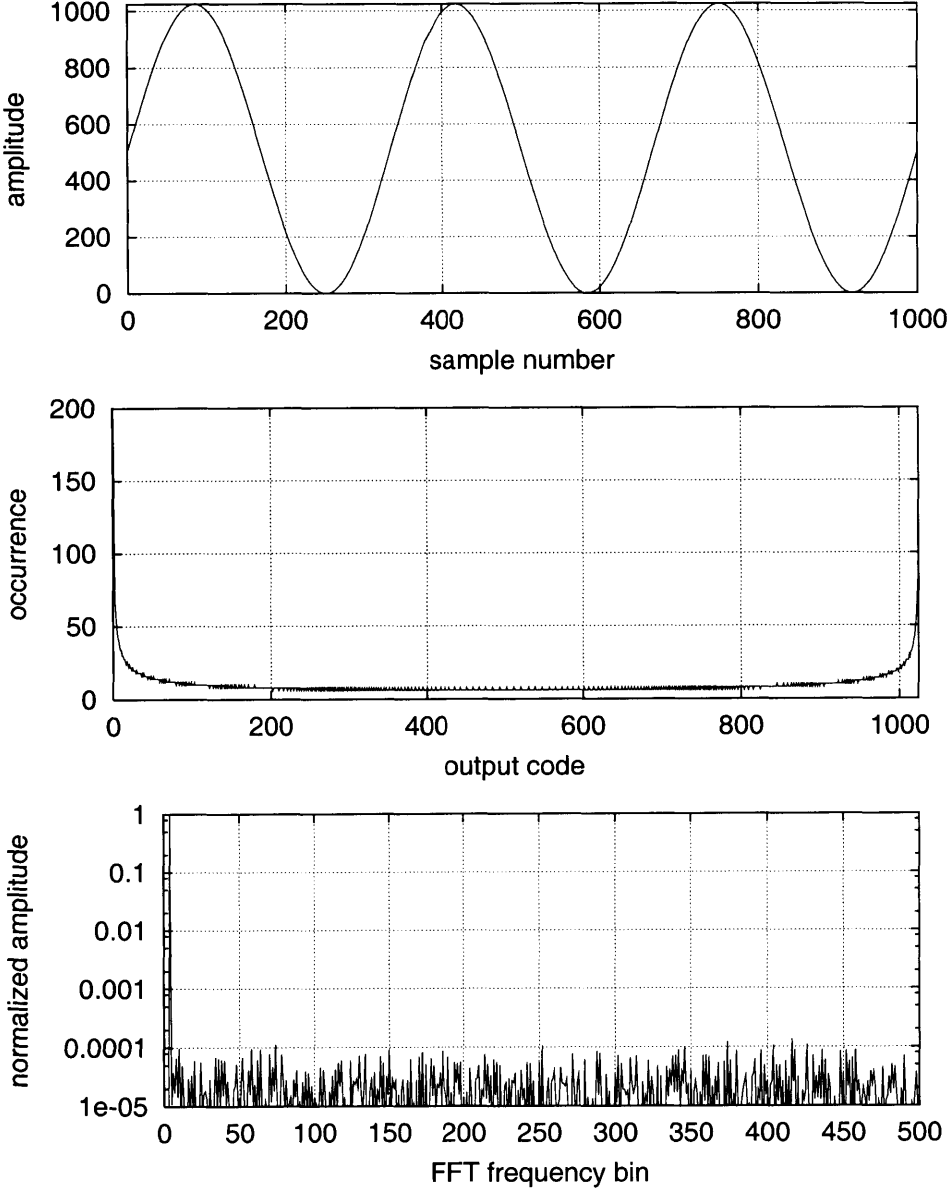 1000
800
600
400
200
0
amplitude
0 200 400 600 800 1000
sample number
200
150
100
50
0
occurrence
0 200 400 600 800 1000
output code
1
0.1
0.01
0.001
0.0001
1e-05
normalized amplitude
0 50 100 150 200 250 300 350 400 450 500
FFT frequency bin